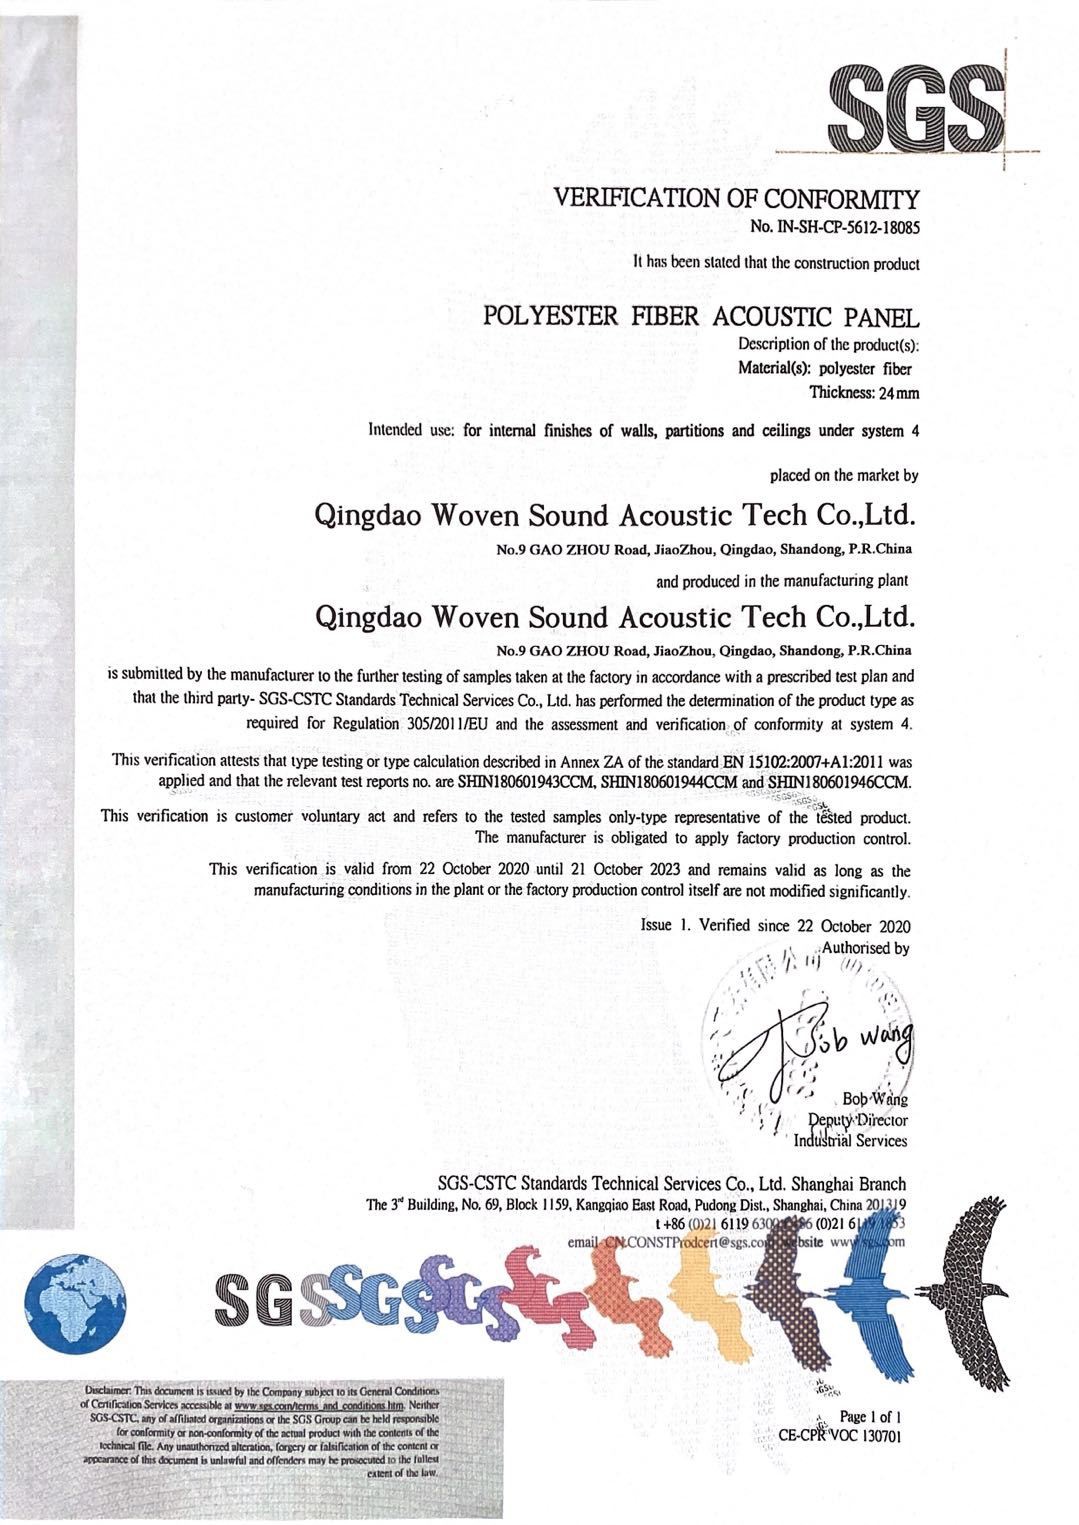 SGS
VERIFICATION OF CONFORMITY
No. IN-SH-CP-5612-18085
It has been stated that the construction product
POLYESTER FIBER ACOUSTIC PANEL
Description of the product(s):
Material(s): polyester fiber
Thickness: 24mm
Intended use: for internal finishes of walls, partitions and ceilings under system 4
placed on the market by
Qingdao Woven Sound Acoustic Tech Co.,Ltd.
No.9 GAO ZHOU Road, JiaoZhou, Qingdao, Shandong, P.R.China
and produced in the manufacturing plant
Qingdao Woven Sound Acoustic Tech Co.,Ltd.
No.9 GAO ZHOU Road, JiaoZhou, Qingdao, Shandong, P.R.China
is submitted by the manufacturer to the further testing of samples taken at the factory in accordance with a prescribed test plan and
that the third party- SGS-CSTC Standards Technical Services Co., Ltd. has performed the determination of the product type as
required for Regulation 305/2011/EU and the assessment and verification of conformity at system 4.
This verification attests that type testing or type calculation described in Annex ZA of the standard EN 15102:2007+A1:2011 was
applied and that the relevant test reports no. are SHIN180601943CCM, SHIN180601944CCM and SHIN180601946CCM.
This verification is customer voluntary act and refers to the tested samples only-type representative of the tested product.
The manufacturer is obligated to apply factory production control.
This verification is valid from 22 October 2020 until 21 October 2023 and remains valid as long as the
manufacturing conditions in the plant or the factory production control itself are not modified significantly.
Issue 1. Verified since 22 October 2020
Authorised by
Bob Wang
Bob Wang
Deputy Director
Industrial Services
SGS-CSTC Standards Technical Services Co., Ltd. Shanghai Branch
The 3rd Building, No. 69, Block 1159, Kangqiao East Road, Pudong Dist., Shanghai, China 201319
t +86 (0)21 6119 6300 (0)21
email CN.CONSTProdcert@sgs.com website www.sgs.com
SGS SGS SGS
Disclaimer: This document is issued by the Company subject to its General Conditions
of Certification Services accessible at www.sgs.com/terms_and_conditions.htm. Neither
SGS-CSTC, any of affiliated organizations or the SGS Group can be held responsible
for conformity or non-conformity of the actual product with the contents of the
technical file. Any unauthorized alteration, forgery or falsification of the content or
appearance of this document is unlawful and offenders may be prosecuted to the fullest
extent of the law.
Page 1 of 1
CE-CPR VOC 130701